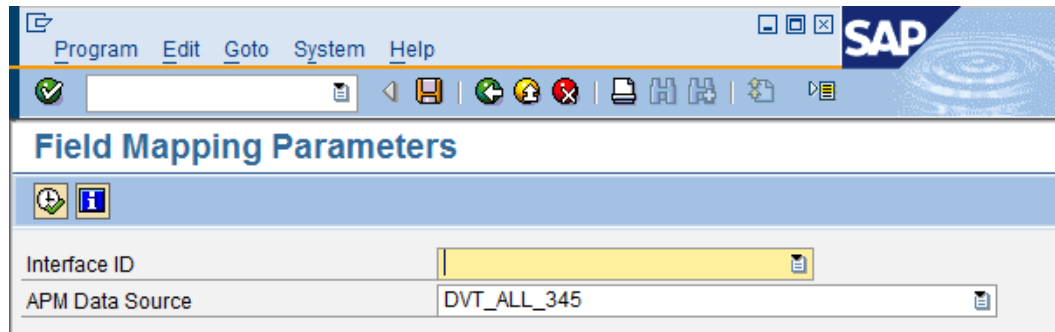 Program Edit Goto System Help
SAP
Field Mapping Parameters
Interface ID
APM Data Source DVT_ALL_345